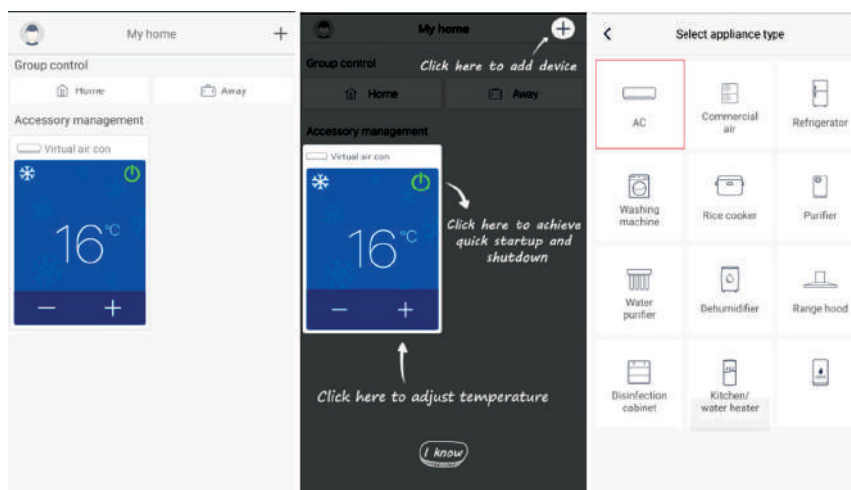 My home
+
Group control
Home
Away
Accessory management
Virtual air con
16°C
— +
My home
+
Click here to add device
Group control
Home
Away
Accessory management
Virtual air con
16°C
— +
Click here to achieve
quick startup and
shutdown
Click here to adjust temperature
I know
Select appliance type
AC
Commercial
air
Refrigerator
Washing
machine
Rice cooker
Purifier
Water
purifier
Dehumidifier
Range hood
Disinfection
cabinet
Kitchen/
water heater